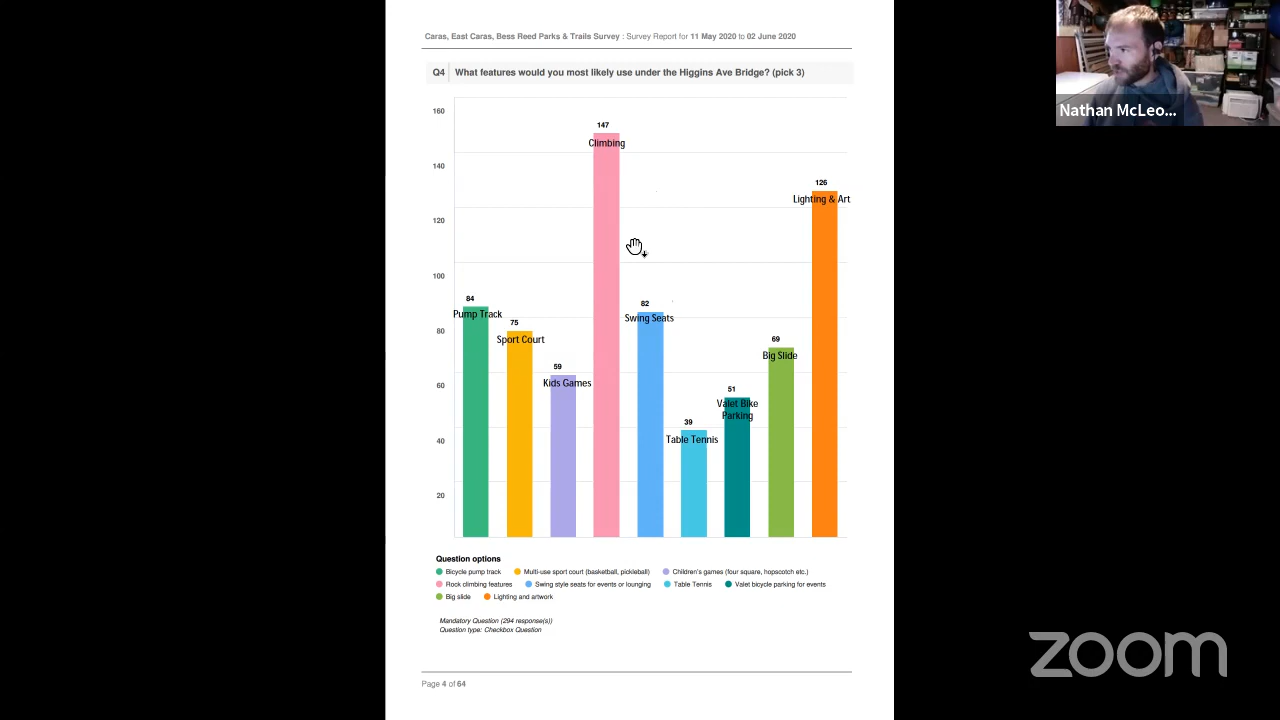 Caras, East Caras, Bess Reed Parks & Trails Survey : Survey Report for 11 May 2020 to 02 June 2020
Q4 What features would you most likely use under the Higgins Ave Bridge? (pick 3)
160
140
120
100
80
60
40
20
84
Pump Track
75
Sport Court
59
Kids Games
147
Climbing
82
Swing Seats
39
Table Tennis
51
Valet Bike
Parking
69
Big Slide
126
Lighting & Art
Question options
Bicycle pump track Multi-use sport court (basketball, pickleball) Children's games (four square, hopscotch etc.)
Rock climbing features Swing style seats for events or lounging Table Tennis Valet bicycle parking for events
Big slide Lighting and artwork
Mandatory Question (294 response(s))
Question type: Checkbox Question
Page 4 of 64
Nathan McLeo...
zoom